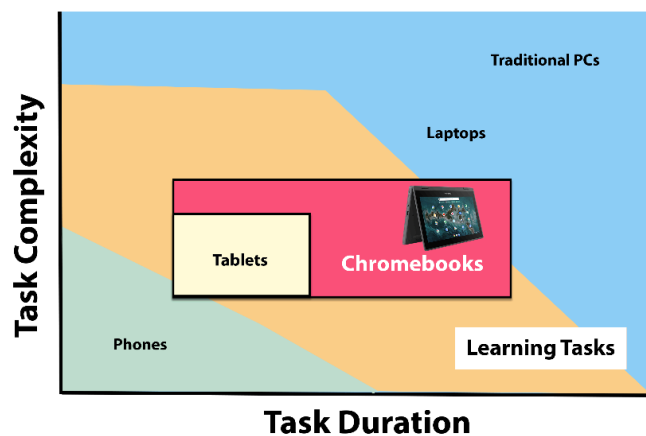 Traditional PCs
Laptops
Task Complexity
Tablets
Chromebooks
Phones
Learning Tasks
Task Duration